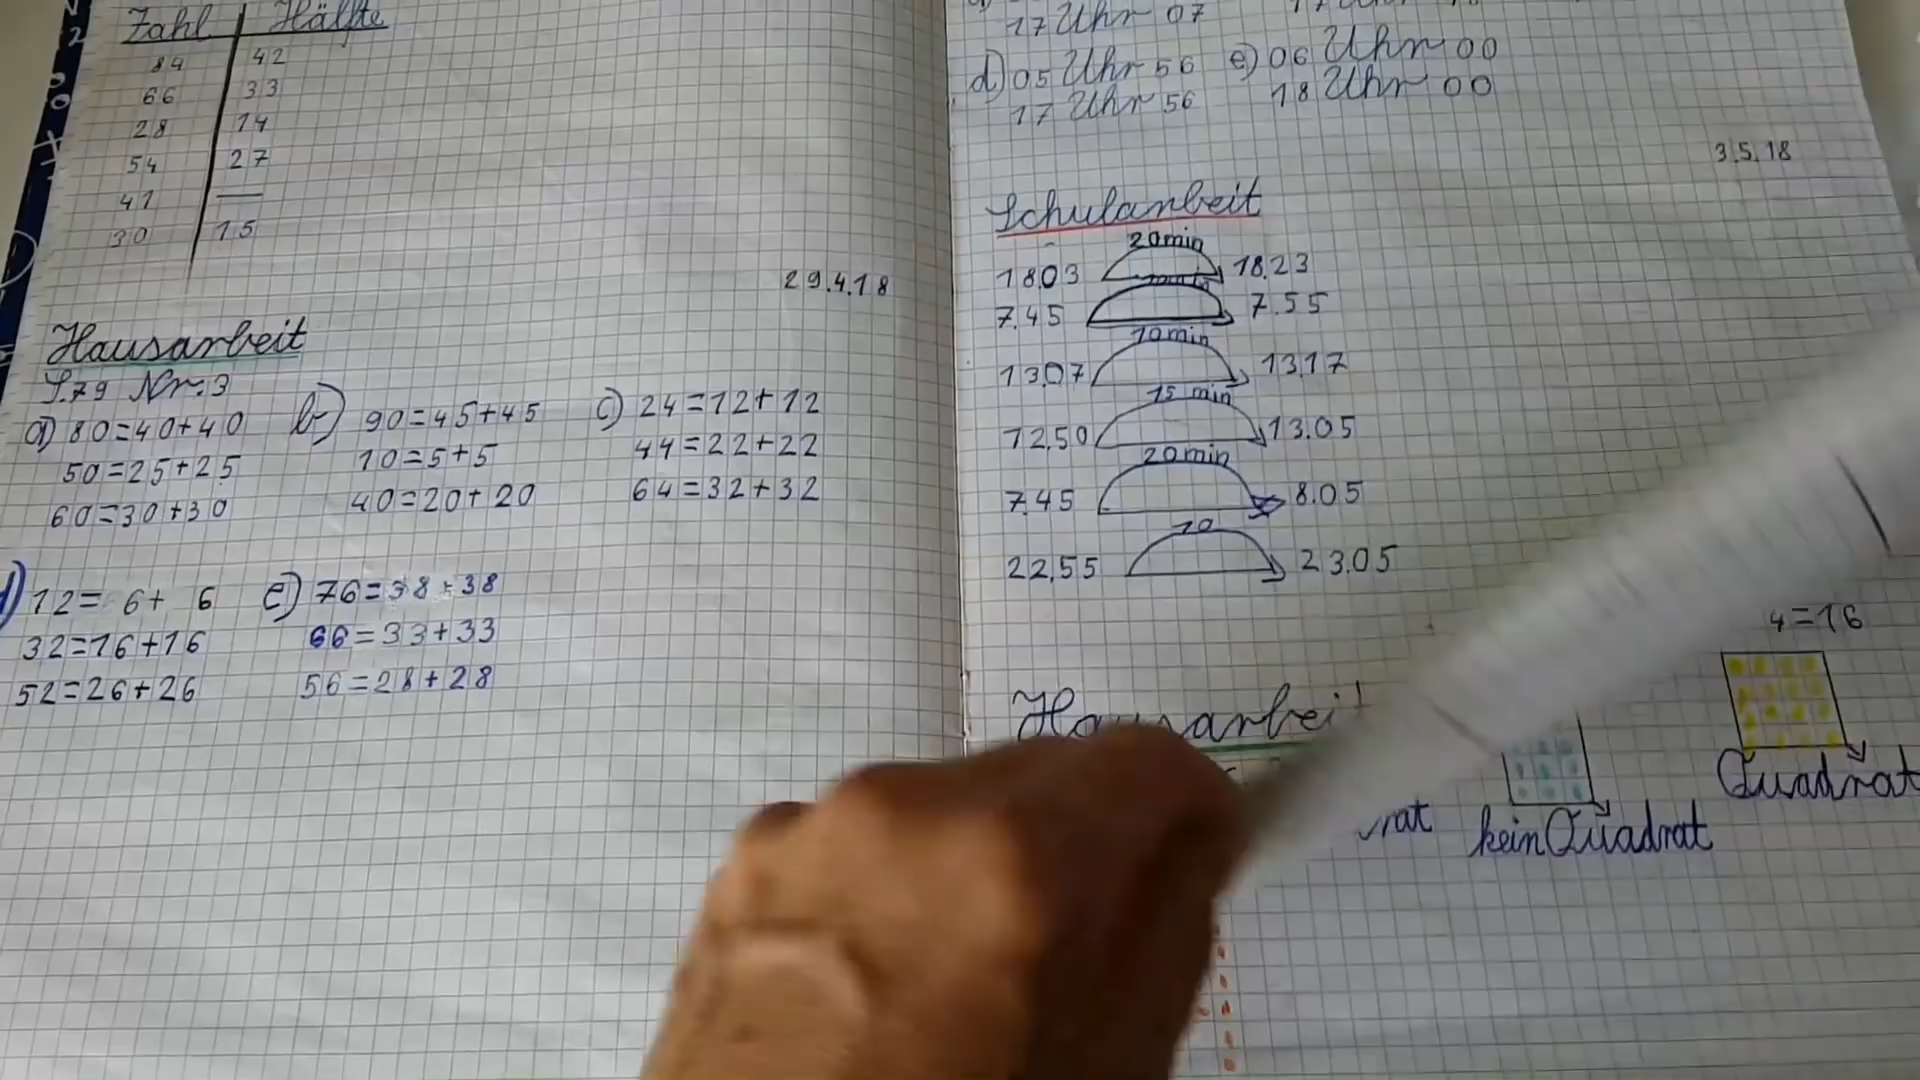 Zahl Hälfte
84 42
66 33
28 14
54 27
41 —
30 15
29.4.18
Hausarbeit
S.79 Nr.3
a) 80=40+40
50=25+25
60=30+30
b) 90=45+45
10=5+5
40=20+20
c) 24=12+12
44=22+22
64=32+32
d) 12=6+6
32=16+16
52=26+26
e) 76=38+38
66=33+33
56=28+28
17 Uhr 07
d) 05 Uhr 56
17 Uhr 56
e) 06 Uhr 00
18 Uhr 00
3.5.18
Schulanbeit
20min
18.03 18.23
7.45 7.55
10min
13.07 13.17
15 min
12.50 13.05
20min
7.45 8.05
10
22.55 23.05
Hausarbeit
4=16
kein Quadrat
Quadrat